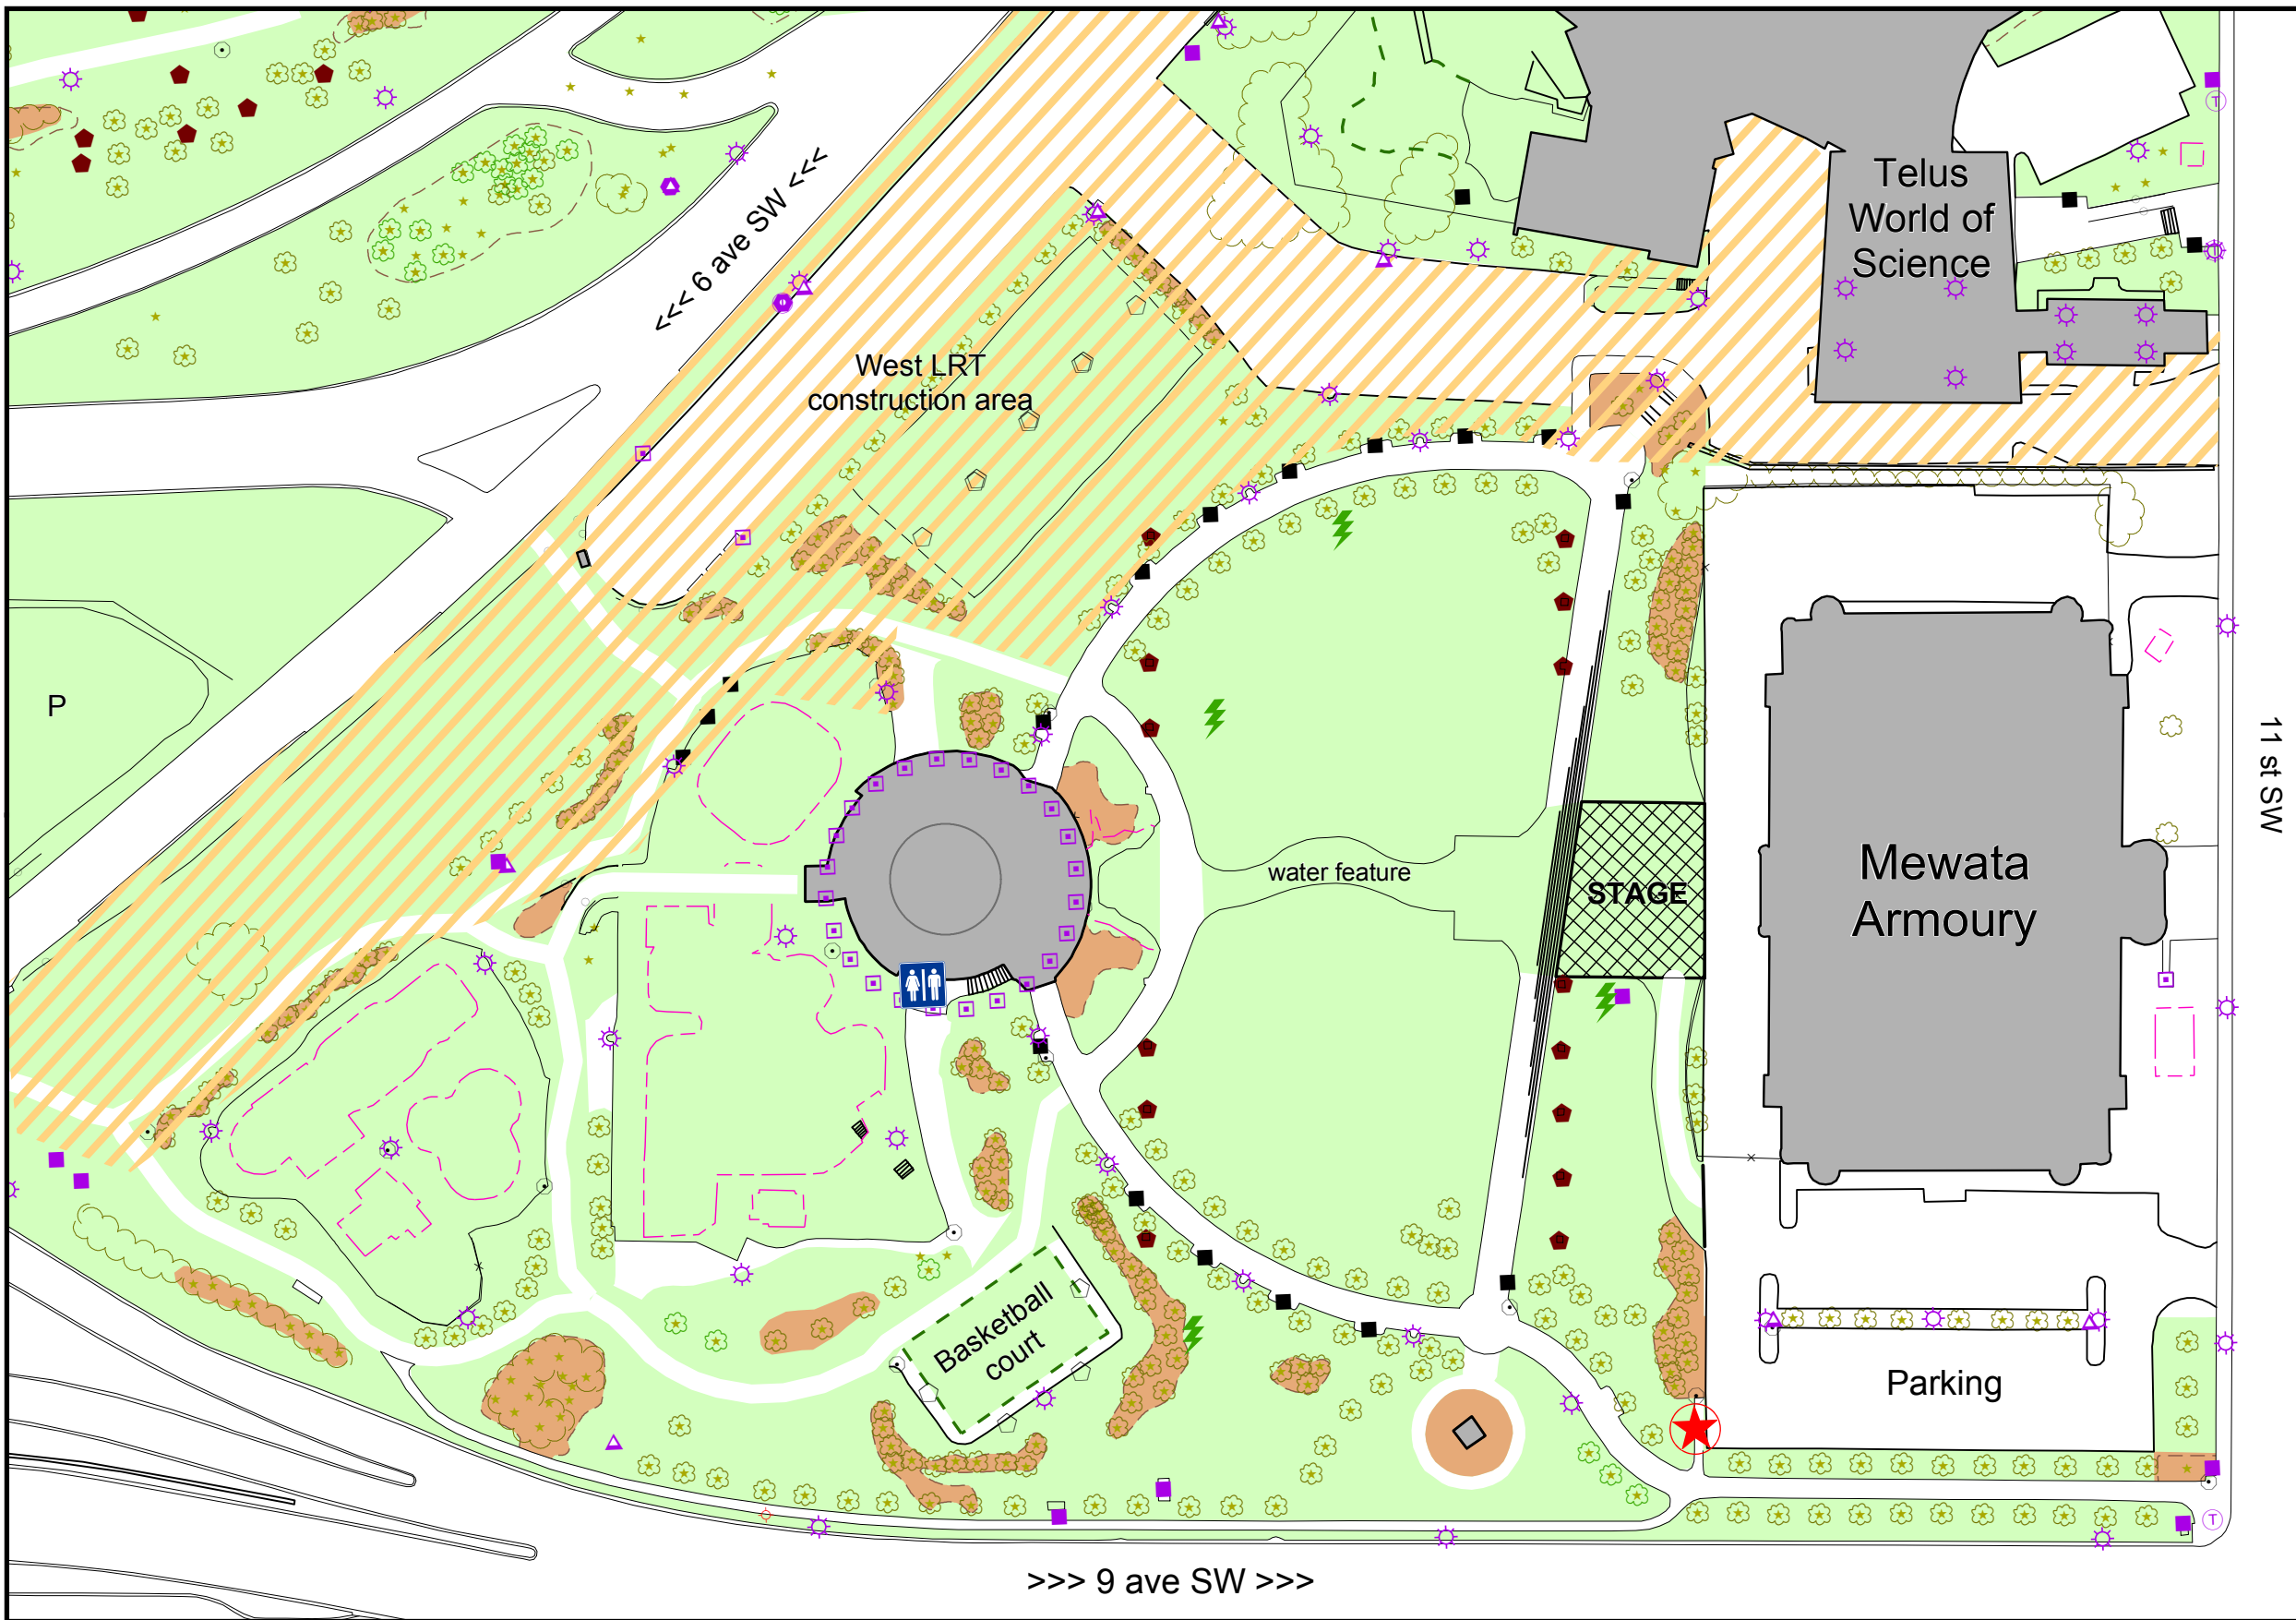 Telus
World of
Science
<<< 6 ave SW <<<
West LRT
construction area
P
11 st SW
water feature
STAGE
Mewata
Armoury
Basketball
court
Parking
>>> 9 ave SW >>>
T
T